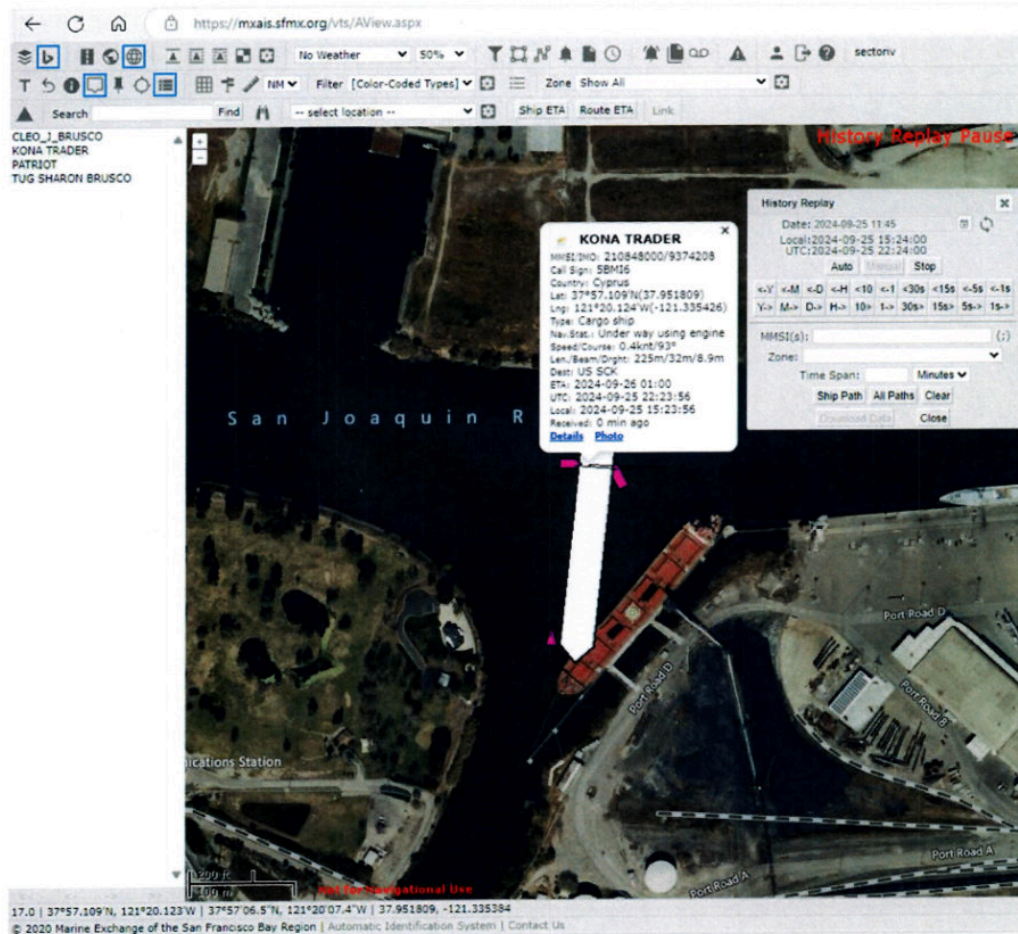 https://mxais.sfmx.org/vts/AView.aspx
No Weather 50% sectoriv
NM Filter [Color-Coded Types] Zone Show All
Search Find -- select location -- Ship ETA Route ETA Link
CLEO_J_BRUSCO
KONA TRADER
PATRIOT
TUG SHARON BRUSCO
+
−
History Replay Pause
History Replay
Date: 2024-09-25 11:45
Local:2024-09-25 15:24:00
UTC:2024-09-25 22:24:00
Auto Manual Stop
<-Y <-M <-D <-H <10 <-1 <30s <15s <-5s <-1s
Y-> M-> D-> H-> 10> 1-> 30s> 15s> 5s-> 1s->
MMSI(s): (;)
Zone:
Time Span: Minutes
Ship Path All Paths Clear
Download Data Close
KONA TRADER
MMSI/IMO: 210848000/9374208
Call Sign: 5BMI6
Country: Cyprus
Lat: 37°57.109'N(37.951809)
Lng: 121°20.124'W(-121.335426)
Type: Cargo ship
Nav.Stat.: Under way using engine
Speed/Course: 0.4knt/93°
Len./Beam/Drght: 225m/32m/8.9m
Dest: US SCK
ETA: 2024-09-26 01:00
UTC: 2024-09-25 22:23:56
Local: 2024-09-25 15:23:56
Received: 0 min ago
Details Photo
San Joaquin R
Port Road D
Port Road D
Port Road B
nications Station
Port Road A
Port Road A
200 ft
100 m
Not for Navigational Use
17.0 | 37°57.109'N, 121°20.123'W | 37°57'06.5"N, 121°20'07.4"W | 37.951809, -121.335384
© 2020 Marine Exchange of the San Francisco Bay Region | Automatic Identification System | Contact Us